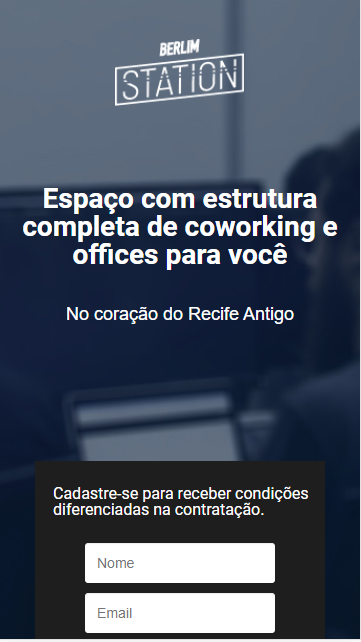 BERLIM
STATION
Espaço com estrutura
completa de coworking e
offices para você
No coração do Recife Antigo
Cadastre-se para receber condições
diferenciadas na contratação.
Nome
Email